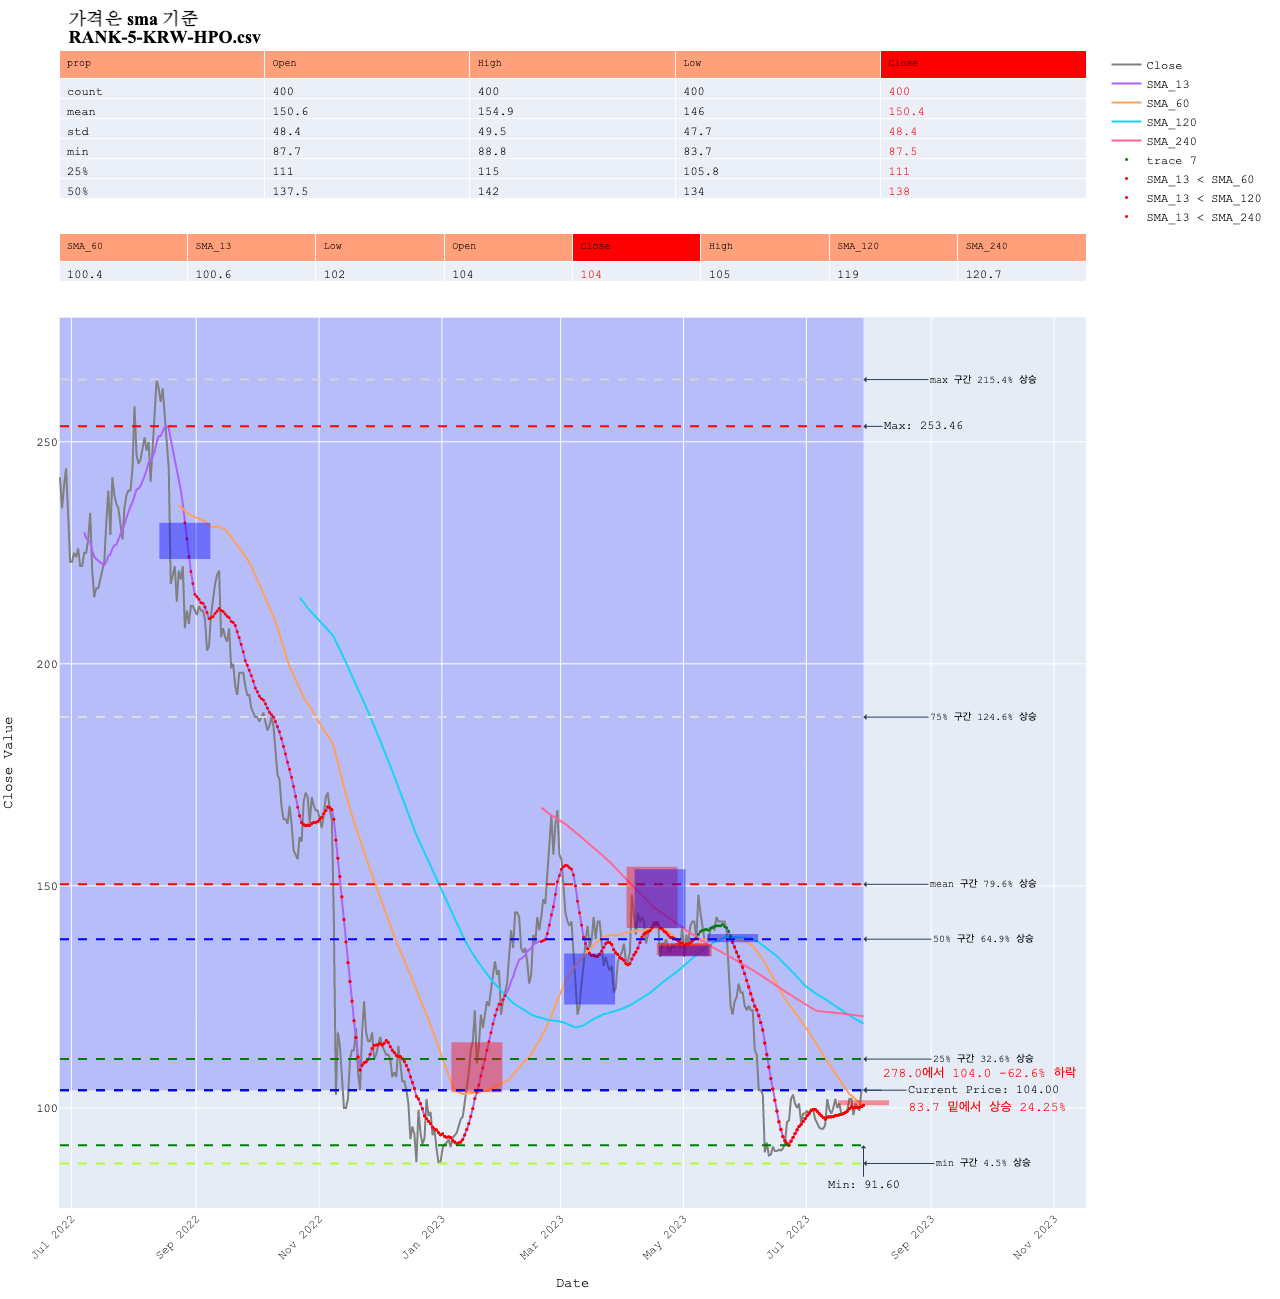 가격은 sma 기준
RANK-5-KRW-HPO.csv
prop Open High Low Close
count 400 400 400 400
mean 150.6 154.9 146 150.4
std 48.4 49.5 47.7 48.4
min 87.7 88.8 83.7 87.5
25% 111 115 105.8 111
50% 137.5 142 134 138
SMA_60 SMA_13 Low Open Close High SMA_120 SMA_240
100.4 100.6 102 104 104 105 119 120.7
Close
SMA_13
SMA_60
SMA_120
SMA_240
trace 7
SMA_13 < SMA_60
SMA_13 < SMA_120
SMA_13 < SMA_240
max 구간 215.4% 상승
Max: 253.46
75% 구간 124.6% 상승
mean 구간 79.6% 상승
50% 구간 64.9% 상승
25% 구간 32.6% 상승
278.0에서 104.0 -62.6% 하락
Current Price: 104.00
83.7 밑에서 상승 24.25%
min 구간 4.5% 상승
Min: 91.60
250
200
150
100
Close Value
Jul 2022 Sep 2022 Nov 2022 Jan 2023 Mar 2023 May 2023 Jul 2023 Sep 2023 Nov 2023
Date